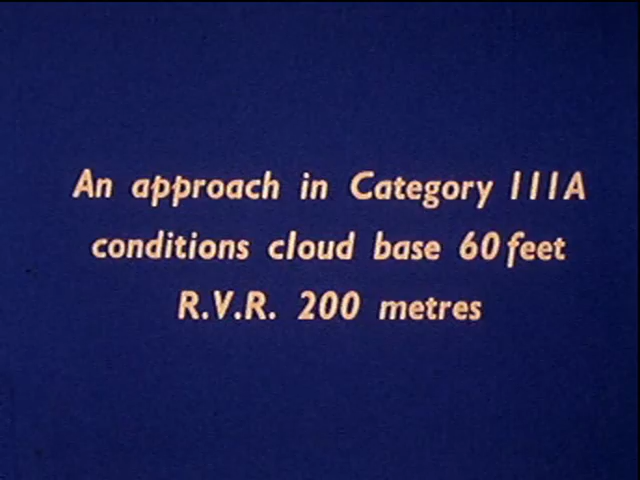 An approach in Category IIIA
conditions cloud base 60 feet
R.V.R. 200 metres